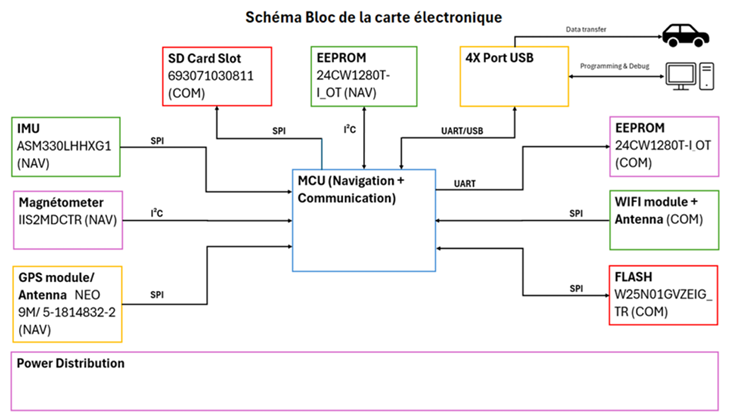 Schéma Bloc de la carte électronique
Data transfer
SD Card Slot
693071030811
(COM)
EEPROM
24CW1280T-
I_OT (NAV)
4X Port USB
Programming & Debug
SPI
I²C
UART/USB
IMU
ASM330LHHXG1
(NAV)
SPI
EEPROM
24CW1280T-I_OT
(COM)
MCU (Navigation +
Communication)
UART
Magnétometer
IIS2MDCTR (NAV)
I²C
WIFI module +
Antenna (COM)
SPI
GPS module/
Antenna NEO
9M/ 5-1814832-2
(NAV)
SPI
FLASH
W25N01GVZEIG_
TR (COM)
SPI
Power Distribution